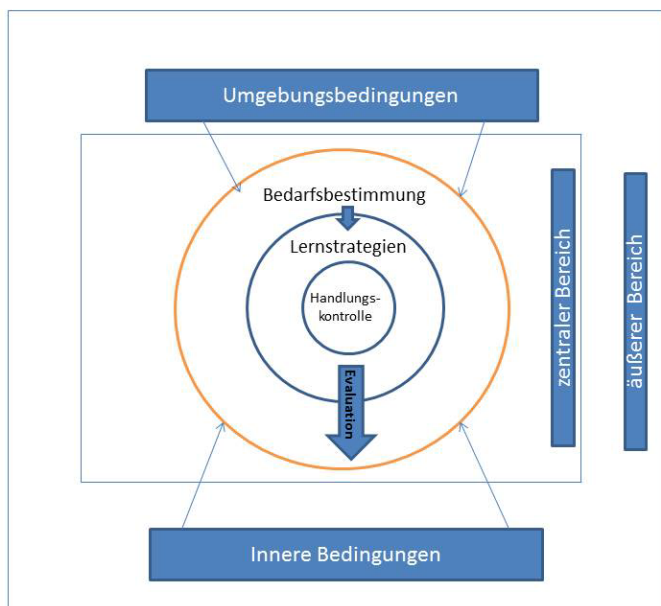 Umgebungsbedingungen
Bedarfsbestimmung
Lernstrategien
Handlungs-
kontrolle
Evaluation
zentraler Bereich
äußerer Bereich
Innere Bedingungen